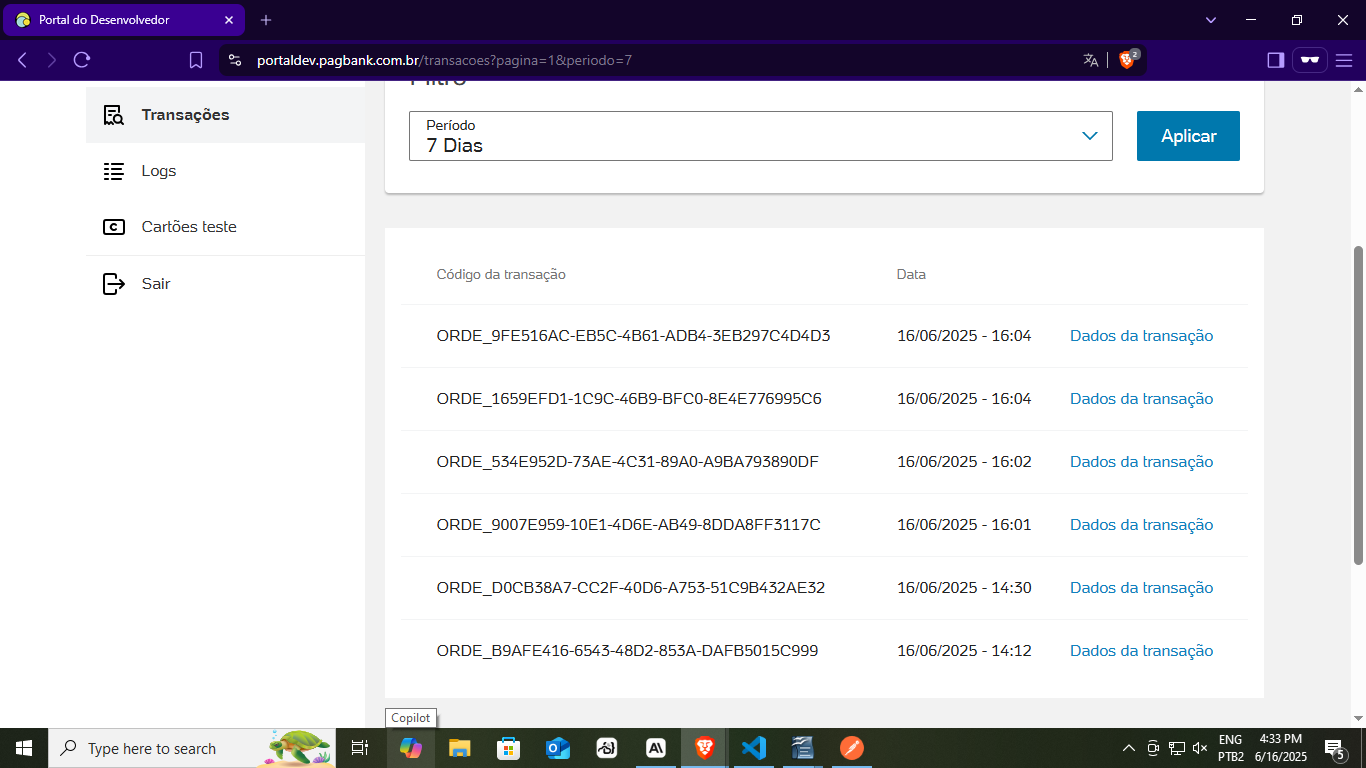 Portal do Desenvolvedor
portaldev.pagbank.com.br/transacoes?pagina=1&periodo=7
2
Filtro
Transações
Logs
Cartões teste
Sair
Período
7 Dias
Aplicar
Código da transação Data
ORDE_9FE516AC-EB5C-4B61-ADB4-3EB297C4D4D3 16/06/2025 - 16:04 Dados da transação
ORDE_1659EFD1-1C9C-46B9-BFC0-8E4E776995C6 16/06/2025 - 16:04 Dados da transação
ORDE_534E952D-73AE-4C31-89A0-A9BA793890DF 16/06/2025 - 16:02 Dados da transação
ORDE_9007E959-10E1-4D6E-AB49-8DDA8FF3117C 16/06/2025 - 16:01 Dados da transação
ORDE_D0CB38A7-CC2F-40D6-A753-51C9B432AE32 16/06/2025 - 14:30 Dados da transação
ORDE_B9AFE416-6543-48D2-853A-DAFB5015C999 16/06/2025 - 14:12 Dados da transação
Copilot
Type here to search
ENG
PTB2
4:33 PM
6/16/2025
5